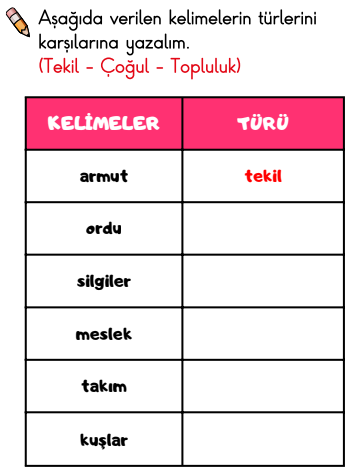 Aşağıda verilen kelimelerin türlerini
karşılarına yazalım.
(Tekil - Çoğul - Topluluk)
KELİMELER TÜRÜ
armut tekil
ordu
silgiler
meslek
takım
kuşlar